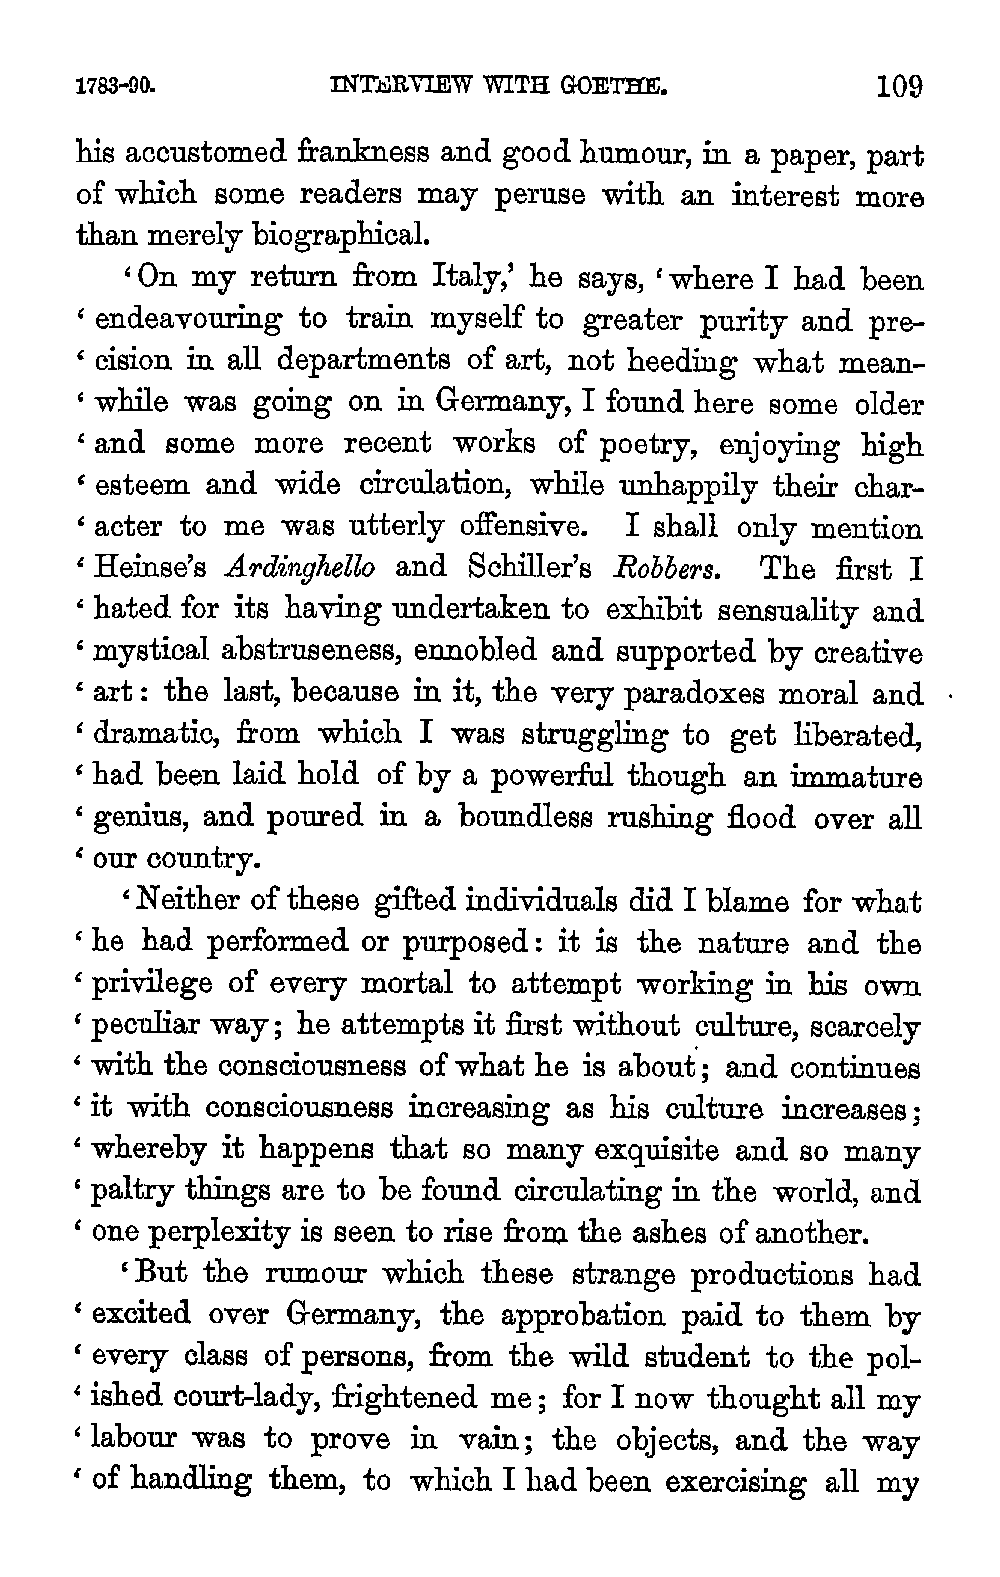 1783-90. INTERVIEW WITH GOETHE. 109
his accustomed frankness and good humour, in a paper, part
of which some readers may peruse with an interest more
than merely biographical.
‘On my return from Italy,’ he says, ‘where I had been
‘ endeavouring to train myself to greater purity and pre-
‘ cision in all departments of art, not heeding what mean-
‘ while was going on in Germany, I found here some older
‘ and some more recent works of poetry, enjoying high
‘ esteem and wide circulation, while unhappily their char-
‘ acter to me was utterly offensive. I shall only mention
‘ Heinse’s Ardinghello and Schiller’s Robbers. The first I
‘ hated for its having undertaken to exhibit sensuality and
‘ mystical abstruseness, ennobled and supported by creative
‘ art: the last, because in it, the very paradoxes moral and
‘ dramatic, from which I was struggling to get liberated,
‘ had been laid hold of by a powerful though an immature
‘ genius, and poured in a boundless rushing flood over all
‘ our country.
‘Neither of these gifted individuals did I blame for what
‘ he had performed or purposed: it is the nature and the
‘ privilege of every mortal to attempt working in his own
‘ peculiar way; he attempts it first without culture, scarcely
‘ with the consciousness of what he is about; and continues
‘ it with consciousness increasing as his culture increases;
‘ whereby it happens that so many exquisite and so many
‘ paltry things are to be found circulating in the world, and
‘ one perplexity is seen to rise from the ashes of another.
‘But the rumour which these strange productions had
‘ excited over Germany, the approbation paid to them by
‘ every class of persons, from the wild student to the pol-
‘ ished court-lady, frightened me; for I now thought all my
‘ labour was to prove in vain; the objects, and the way
‘ of handling them, to which I had been exercising all my